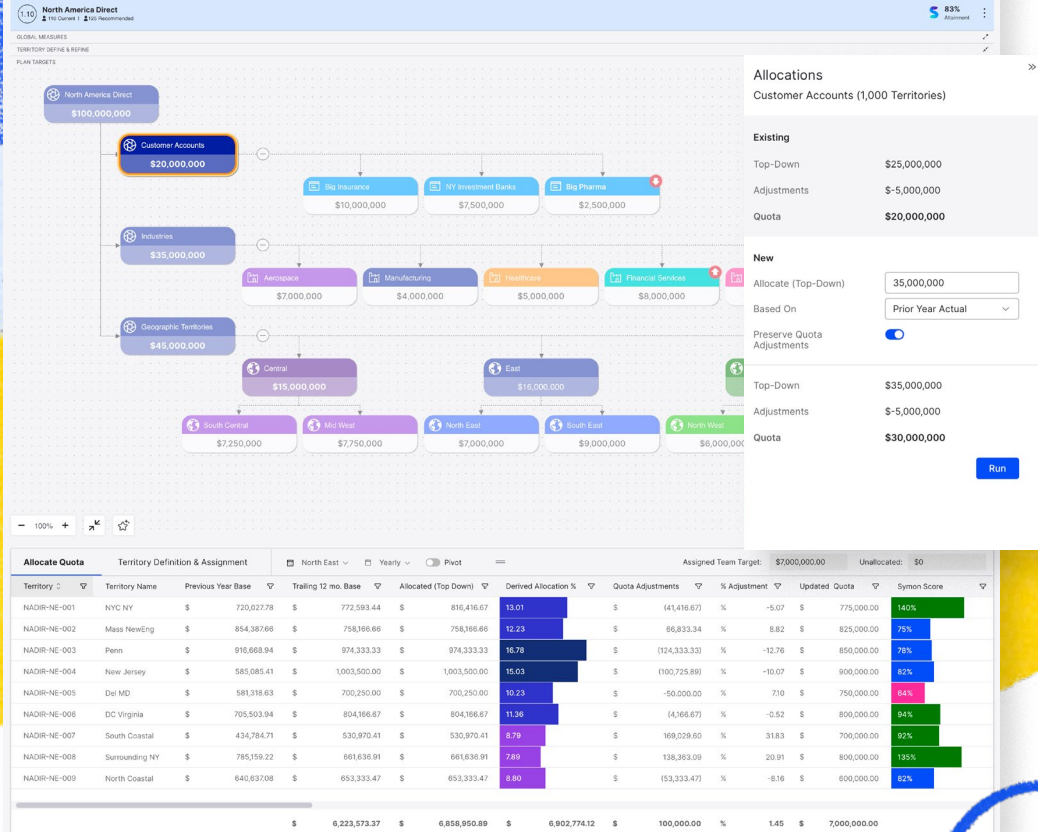 1.10 North America Direct
110 Current | 125 Recommended
83%
Attainment
GLOBAL MEASURES
TERRITORY DEFINE & REFINE
PLAN TARGETS
North America Direct
$100,000,000
Customer Accounts
$20,000,000
Big Insurance
$10,000,000
NY Investment Banks
$7,500,000
Big Pharma
$2,500,000
Industries
$35,000,000
Aerospace
$7,000,000
Manufacturing
$4,000,000
Healthcare
$5,000,000
Financial Services
$8,000,000
Geographic Territories
$45,000,000
Central
$15,000,000
East
$16,000,000
South Central
$7,250,000
Mid West
$7,750,000
North East
$7,000,000
South East
$9,000,000
North West
$6,000,000
Allocations
Customer Accounts (1,000 Territories)
Existing
Top-Down $25,000,000
Adjustments $-5,000,000
Quota $20,000,000
New
Allocate (Top-Down) 35,000,000
Based On Prior Year Actual
Preserve Quota
Adjustments
Top-Down $35,000,000
Adjustments $-5,000,000
Quota $30,000,000
Run
− 100% +
Allocate Quota Territory Definition & Assignment North East Yearly Pivot Assigned Team Target: $7,000,000.00 Unallocated: $0
Territory Territory Name Previous Year Base Trailing 12 mo. Base Allocated (Top Down) Derived Allocation % Quota Adjustments % Adjustment Updated Quota Symon Score
NADIR-NE-001 NYC NY $ 720,027.78 $ 772,593.44 $ 816,416.67 13.01 $ (41,416.67) % -5.07 $ 775,000.00 140%
NADIR-NE-002 Mass NewEng $ 854,387.66 $ 758,166.66 $ 758,166.66 12.23 $ 66,833.34 % 8.82 $ 825,000.00 75%
NADIR-NE-003 Penn $ 916,668.94 $ 974,333.33 $ 974,333.33 16.78 $ (124,333.33) % -12.76 $ 850,000.00 78%
NADIR-NE-004 New Jersey $ 585,085.41 $ 1,003,500.00 $ 1,003,500.00 15.03 $ (100,725.89) % -10.07 $ 900,000.00 82%
NADIR-NE-005 Del MD $ 581,318.63 $ 700,250.00 $ 700,250.00 10.23 $ -50.000.00 % 7.10 $ 750,000.00 64%
NADIR-NE-006 DC Virginia $ 705,503.94 $ 804,166.67 $ 804,166.67 11.36 $ (4,166.67) % -0.52 $ 800,000.00 94%
NADIR-NE-007 South Coastal $ 434,784.71 $ 530,970.41 $ 530,970.41 8.79 $ 169,029.60 % 31.83 $ 700,000.00 92%
NADIR-NE-008 Surrounding NY $ 785,159.22 $ 661,636.91 $ 661,636.91 7.89 $ 138,363.09 % 20.91 $ 800,000.00 135%
NADIR-NE-009 North Coastal $ 640,637.08 $ 653,333.47 $ 653,333.47 8.80 $ (53,333.47) % -8.16 $ 600,000.00 82%
$ 6,223,573.37 $ 6,858,950.89 $ 6,902,774.12 $ 100,000.00 % 1.45 $ 7,000,000.00